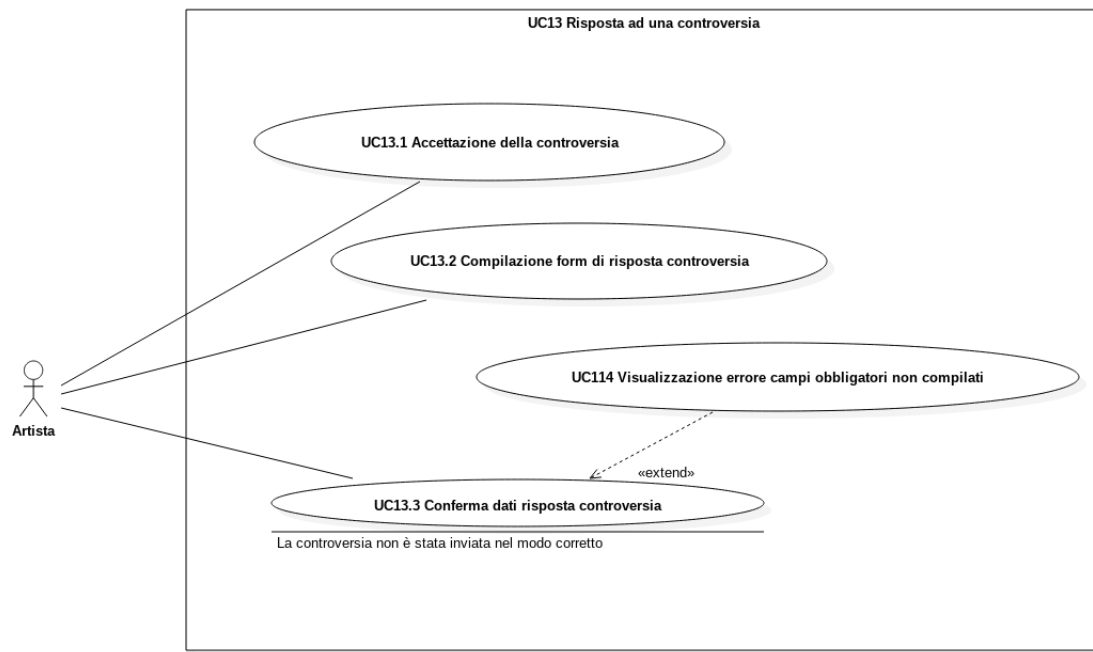 UC13 Risposta ad una controversia
UC13.1 Accettazione della controversia
UC13.2 Compilazione form di risposta controversia
UC114 Visualizzazione errore campi obbligatori non compilati
Artista
«extend»
UC13.3 Conferma dati risposta controversia
La controversia non è stata inviata nel modo corretto